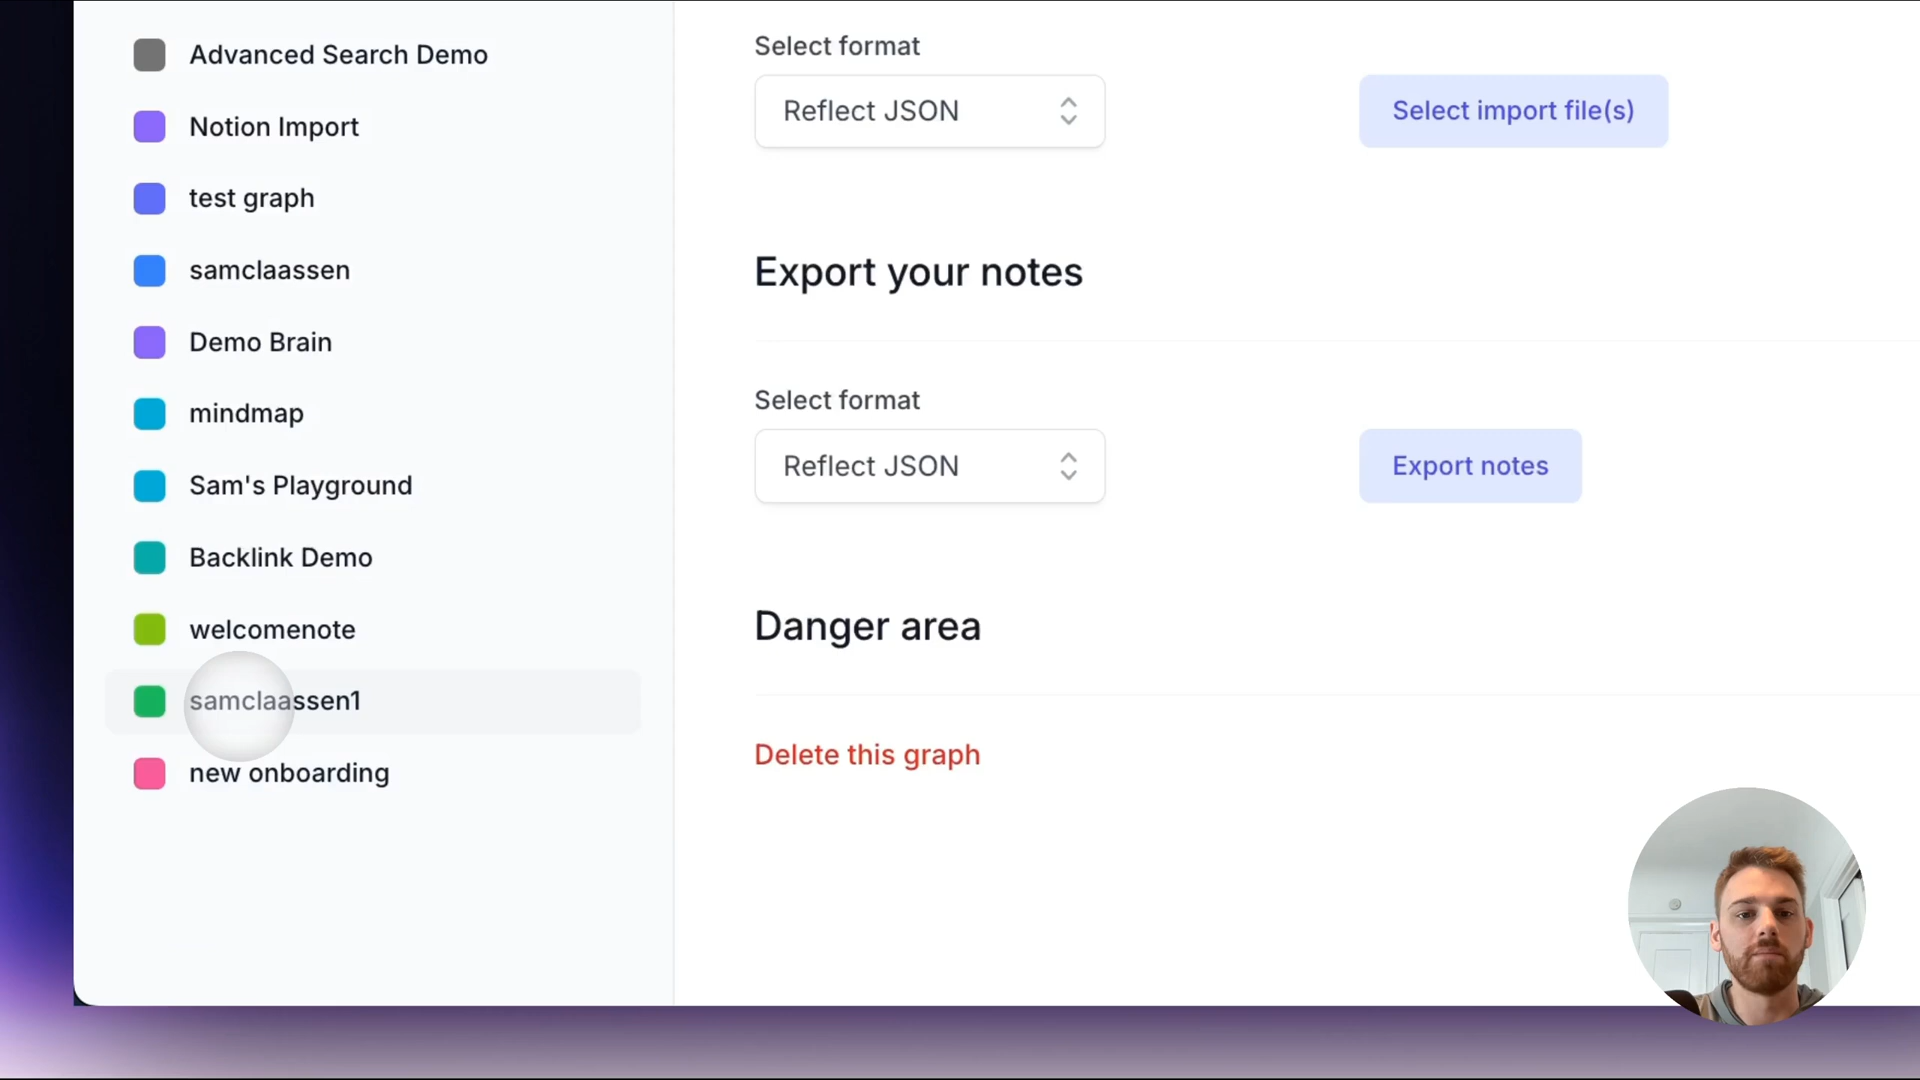 Advanced Search Demo
Notion Import
test graph
samclaassen
Demo Brain
mindmap
Sam's Playground
Backlink Demo
welcomenote
samclaassen1
new onboarding
Select format
Reflect JSON
Select import file(s)
Export your notes
Select format
Reflect JSON
Export notes
Danger area
Delete this graph